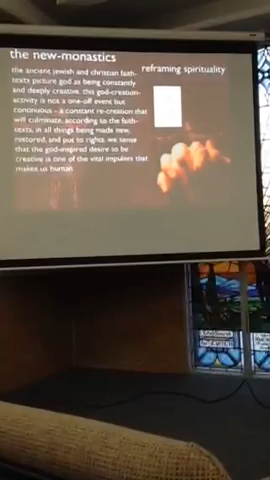 the new-monastics
reframing spirituality
the ancient jewish and christian faith-
texts picture god as being constantly
and deeply creative. this god-creation-
activity is not a one-off event but
continuous – a constant re-creation that
will culminate, according to the faith-
texts, in all things being made new,
restored, and put to rights. we sense
that the god-inspired desire to be
creative is one of the vital impulses that
makes us human